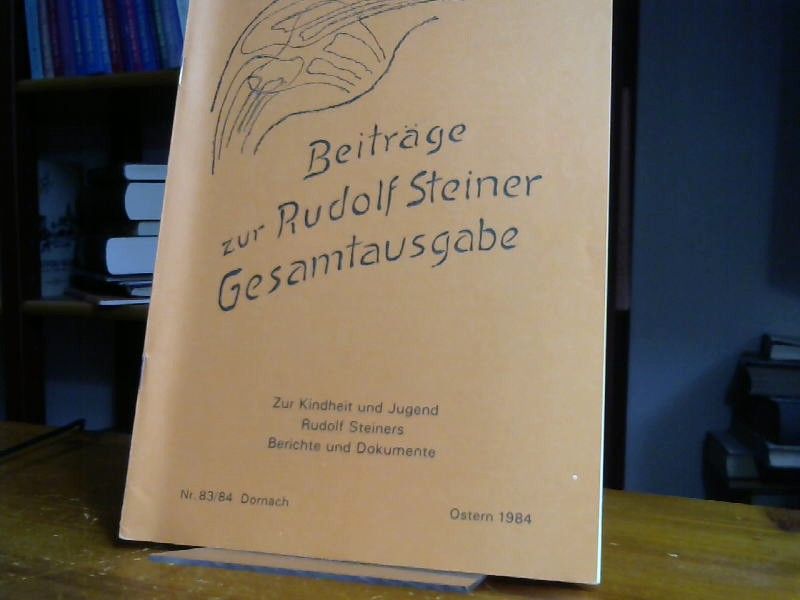 Beiträge
zur Rudolf Steiner
Gesamtausgabe
Zur Kindheit und Jugend
Rudolf Steiners
Berichte und Dokumente
Nr. 83/84 Dornach
Ostern 1984